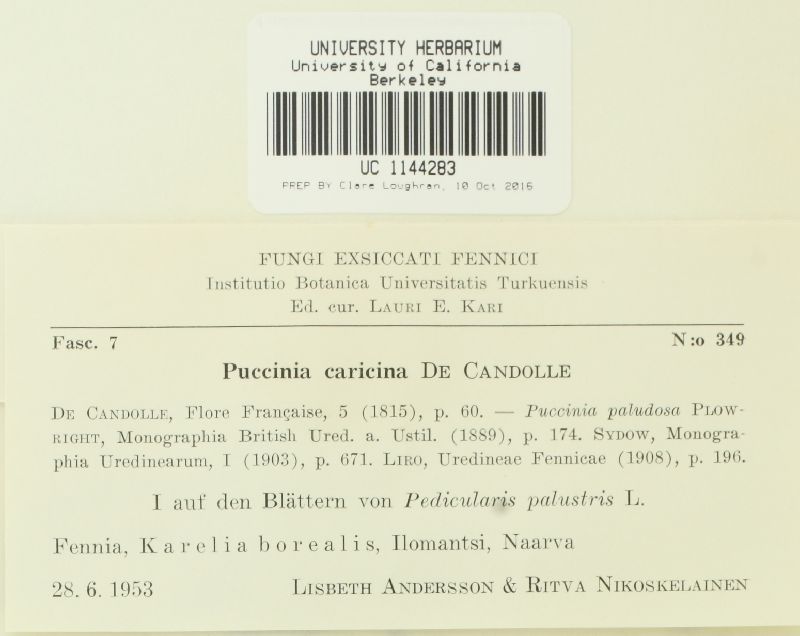 UNIVERSITY HERBARIUM
University of California
Berkeley
UC 1144283
PREP BY Clare Loughran, 10 Oct 2016
FUNGI EXSICCATI FENNICI
Institutio Botanica Universitatis Turkuensis
Ed. cur. LAURI E. KARI
Fasc. 7 N:o 349
Puccinia caricina DE CANDOLLE
DE CANDOLLE, Flore Française, 5 (1815), p. 60. — Puccinia paludosa PLOW-
RIGHT, Monographia British Ured. a. Ustil. (1889), p. 174. SYDOW, Monogra-
phia Uredinearum, I (1903), p. 671. LIRO, Uredineae Fennicae (1908), p. 196.
I auf den Blättern von Pedicularis palustris L.
Fennia, Karelia borealis, Ilomantsi, Naarva
28. 6. 1953 LISBETH ANDERSSON & RITVA NIKOSKELAINEN